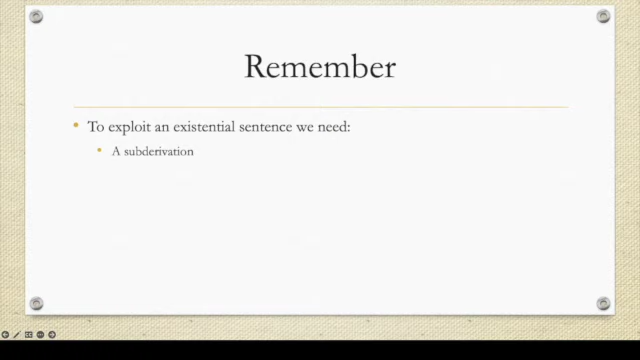 Remember
To exploit an existential sentence we need:
A subderivation